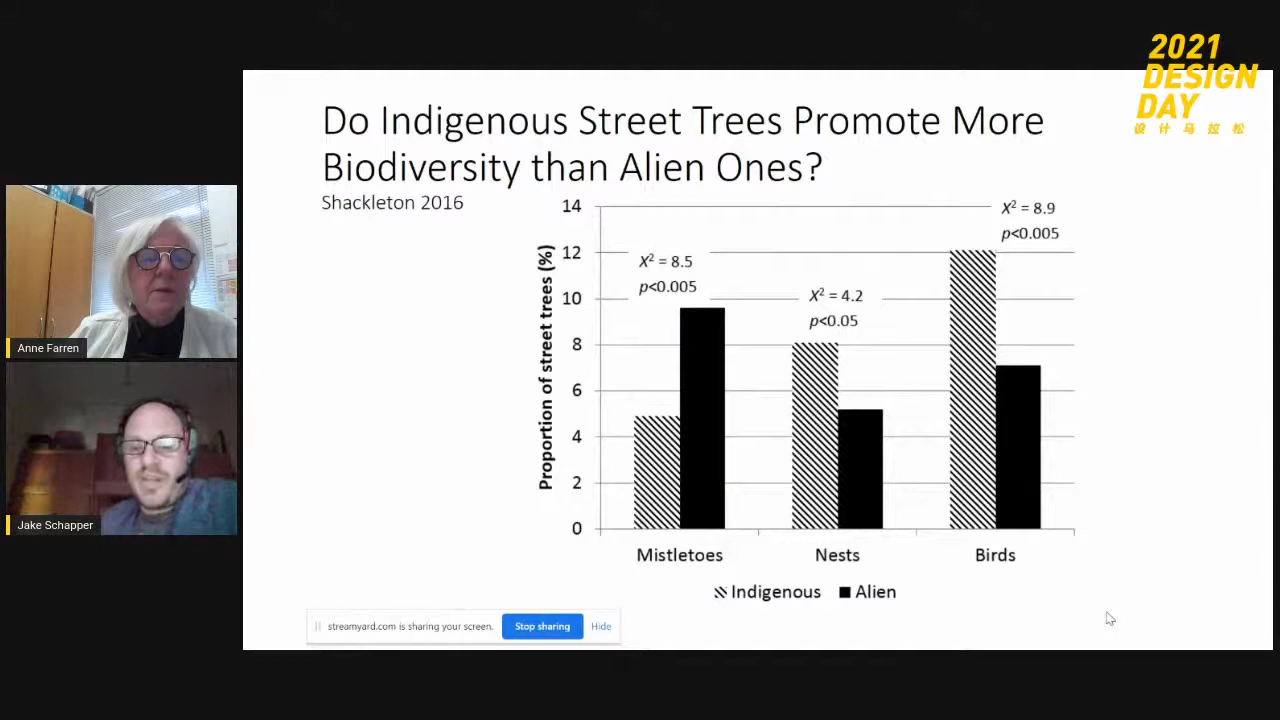 2021
DESIGN
DAY
设计马拉松
Do Indigenous Street Trees Promote More
Biodiversity than Alien Ones?
Shackleton 2016
Proportion of street trees (%)
14
12
10
8
6
4
2
0
X² = 8.5
p<0.005
X² = 4.2
p<0.05
X² = 8.9
p<0.005
Mistletoes
Nests
Birds
Indigenous
Alien
Anne Farren
Jake Schapper
streamyard.com is sharing your screen.
Stop sharing
Hide